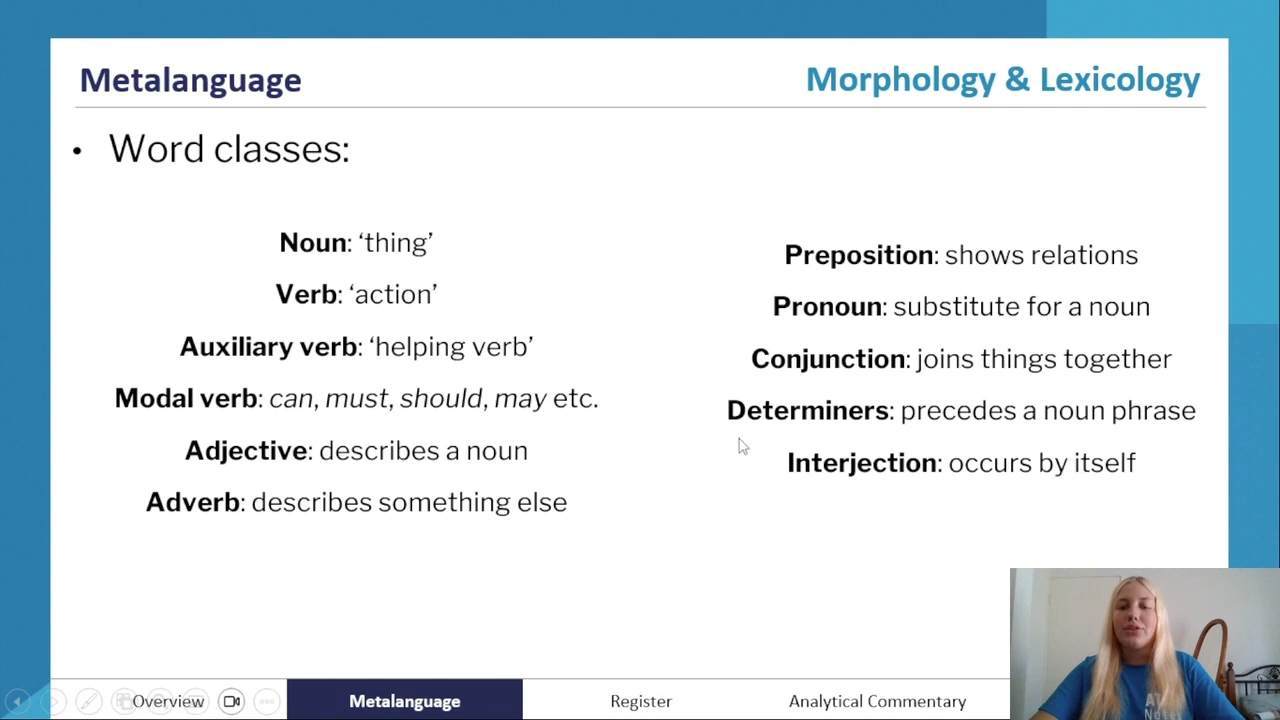 Metalanguage
Morphology & Lexicology
• Word classes:
Noun: ‘thing’
Verb: ‘action’
Auxiliary verb: ‘helping verb’
Modal verb: can, must, should, may etc.
Adjective: describes a noun
Adverb: describes something else
Preposition: shows relations
Pronoun: substitute for a noun
Conjunction: joins things together
Determiners: precedes a noun phrase
Interjection: occurs by itself
Overview
Metalanguage
Register
Analytical Commentary